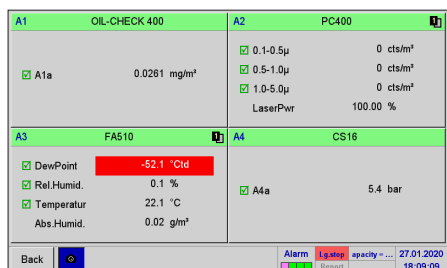 A1 OIL-CHECK 400
A1a 0.0261 mg/m³
A2 PC400
0.1-0.5µ 0 cts/m³
0.5-1.0µ 0 cts/m³
1.0-5.0µ 0 cts/m³
LaserPwr 100.00 %
A3 FA510
DewPoint -52.1 °Ctd
Rel.Humid. 0.1 %
Temperatur 22.1 °C
Abs.Humid. 0.02 g/m³
A4 CS16
A4a 5.4 bar
Back Alarm Lg.stop apacity = ... 27.01.2020
Report 18:09:09